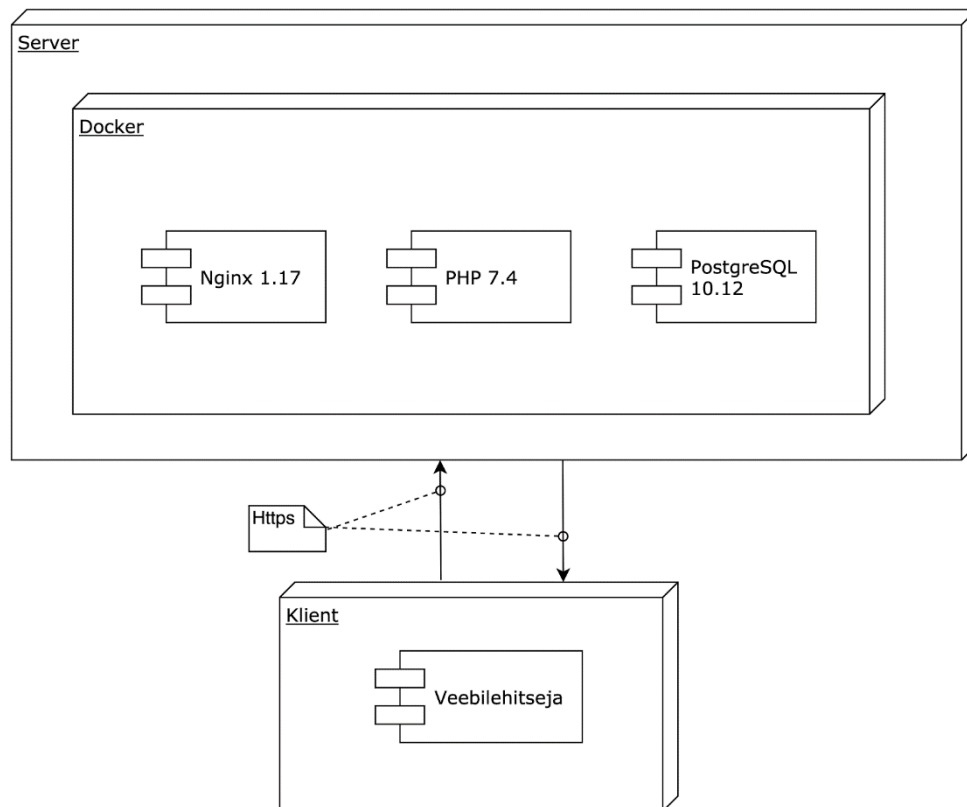 Server
Docker
Nginx 1.17
PHP 7.4
PostgreSQL
10.12
Https
Klient
Veebilehitseja